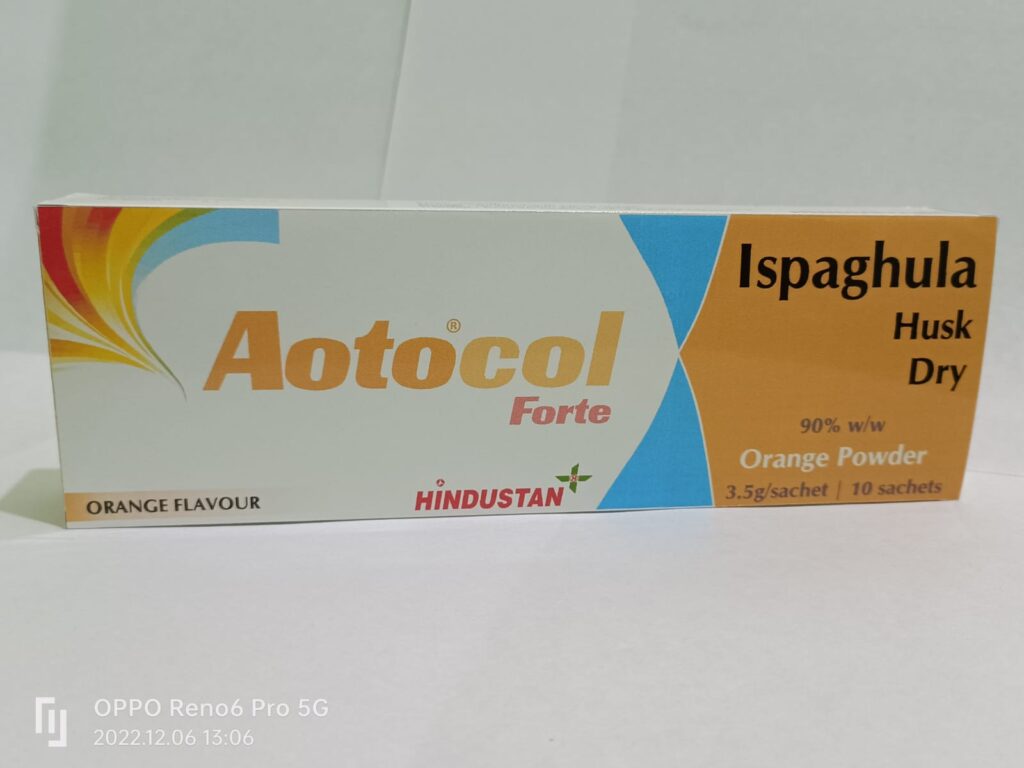 Aotocol®
Forte
ORANGE FLAVOUR
HiNDUSTAN
Ispaghula
Husk
Dry
90% w/w
Orange Powder
3.5g/sachet | 10 sachets
OPPO Reno6 Pro 5G
2022.12.06 13:06